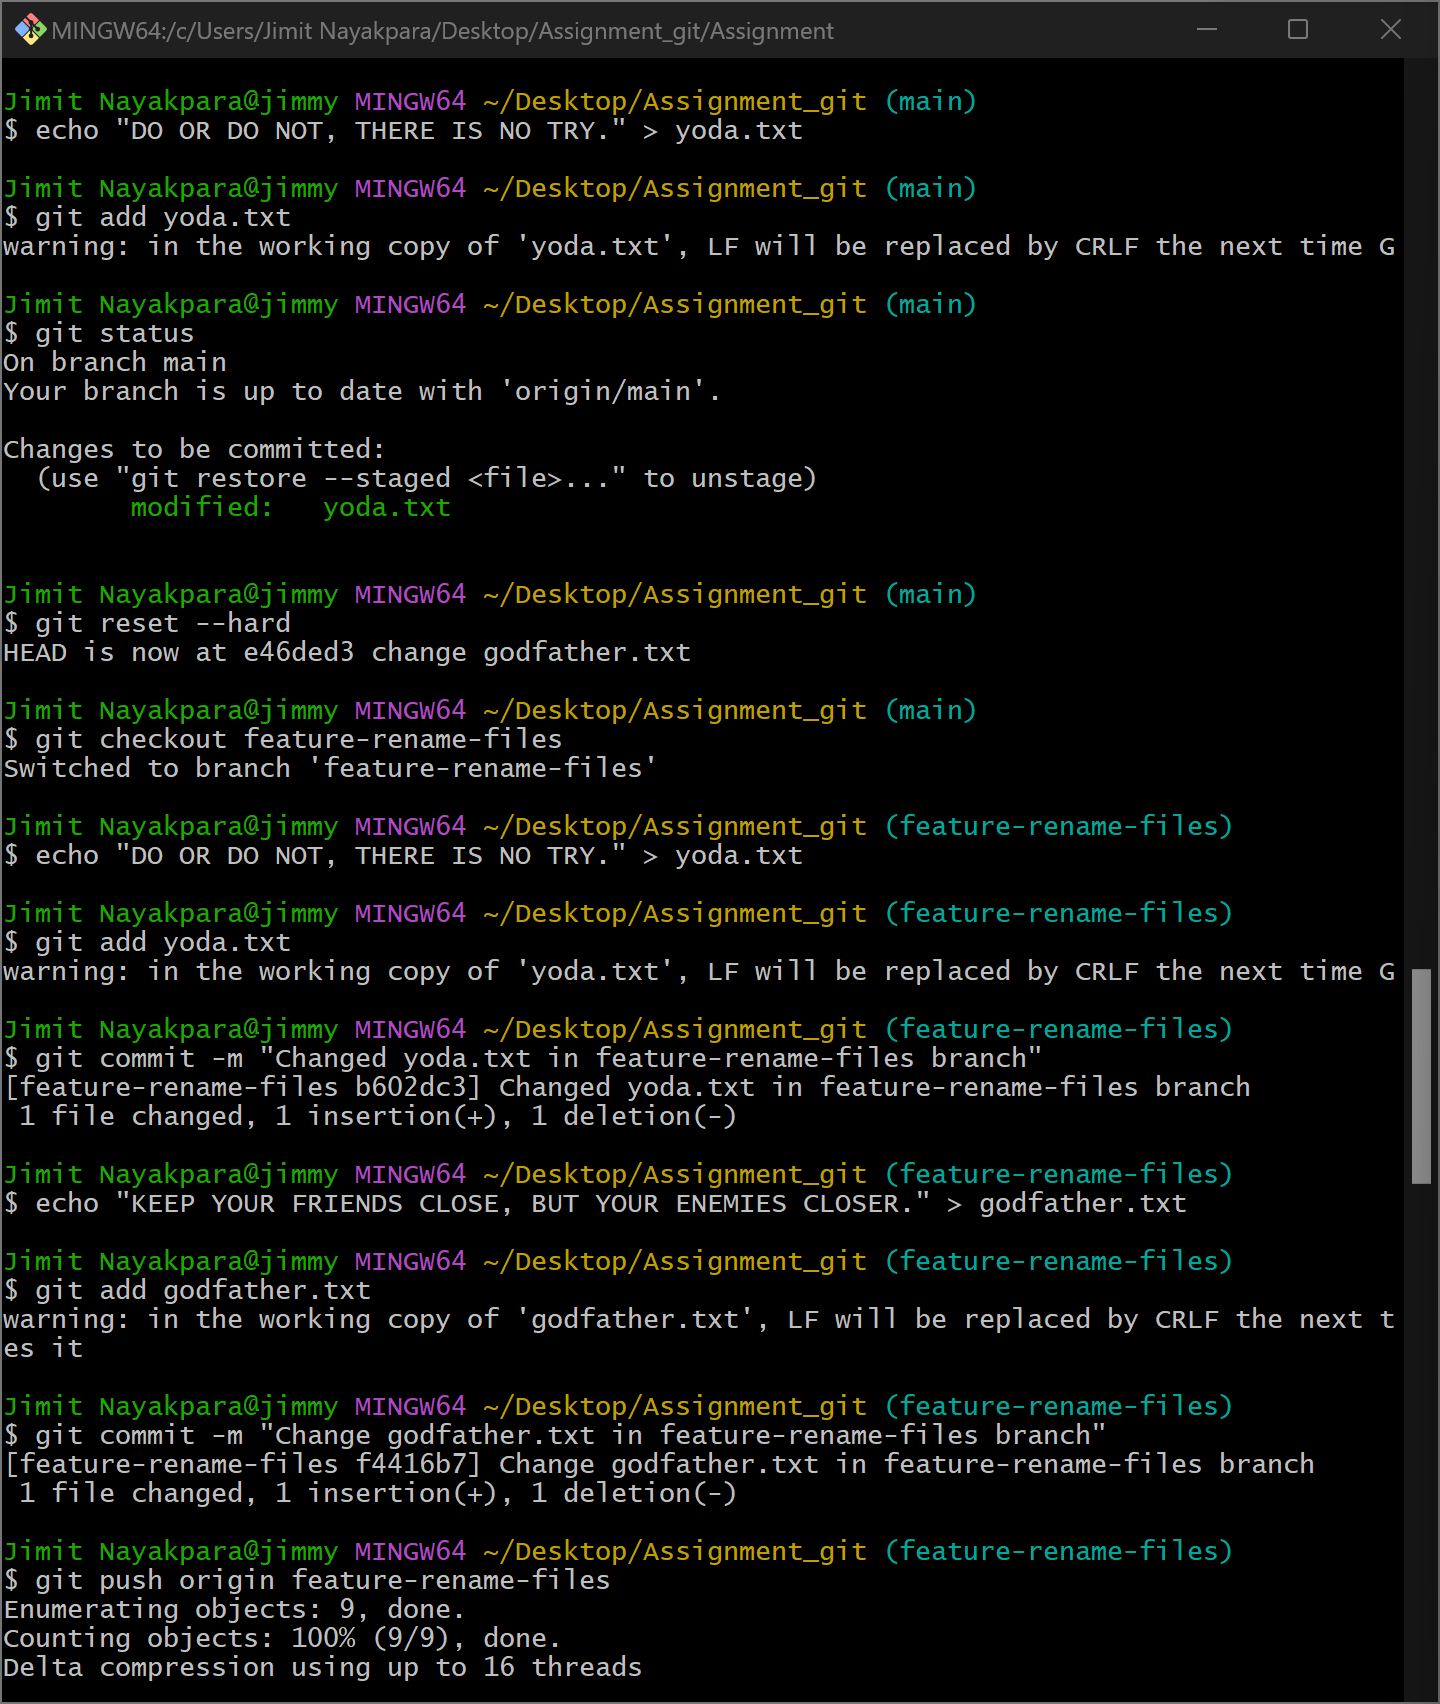 MINGW64:/c/Users/Jimit Nayakpara/Desktop/Assignment_git/Assignment
Jimit Nayakpara@jimmy MINGW64 ~/Desktop/Assignment_git (main)
$ echo "DO OR DO NOT, THERE IS NO TRY." > yoda.txt
Jimit Nayakpara@jimmy MINGW64 ~/Desktop/Assignment_git (main)
$ git add yoda.txt
warning: in the working copy of 'yoda.txt', LF will be replaced by CRLF the next time G
Jimit Nayakpara@jimmy MINGW64 ~/Desktop/Assignment_git (main)
$ git status
On branch main
Your branch is up to date with 'origin/main'.
Changes to be committed:
  (use "git restore --staged <file>..." to unstage)
        modified:   yoda.txt
Jimit Nayakpara@jimmy MINGW64 ~/Desktop/Assignment_git (main)
$ git reset --hard
HEAD is now at e46ded3 change godfather.txt
Jimit Nayakpara@jimmy MINGW64 ~/Desktop/Assignment_git (main)
$ git checkout feature-rename-files
Switched to branch 'feature-rename-files'
Jimit Nayakpara@jimmy MINGW64 ~/Desktop/Assignment_git (feature-rename-files)
$ echo "DO OR DO NOT, THERE IS NO TRY." > yoda.txt
Jimit Nayakpara@jimmy MINGW64 ~/Desktop/Assignment_git (feature-rename-files)
$ git add yoda.txt
warning: in the working copy of 'yoda.txt', LF will be replaced by CRLF the next time G
Jimit Nayakpara@jimmy MINGW64 ~/Desktop/Assignment_git (feature-rename-files)
$ git commit -m "Changed yoda.txt in feature-rename-files branch"
[feature-rename-files b602dc3] Changed yoda.txt in feature-rename-files branch
 1 file changed, 1 insertion(+), 1 deletion(-)
Jimit Nayakpara@jimmy MINGW64 ~/Desktop/Assignment_git (feature-rename-files)
$ echo "KEEP YOUR FRIENDS CLOSE, BUT YOUR ENEMIES CLOSER." > godfather.txt
Jimit Nayakpara@jimmy MINGW64 ~/Desktop/Assignment_git (feature-rename-files)
$ git add godfather.txt
warning: in the working copy of 'godfather.txt', LF will be replaced by CRLF the next t
es it
Jimit Nayakpara@jimmy MINGW64 ~/Desktop/Assignment_git (feature-rename-files)
$ git commit -m "Change godfather.txt in feature-rename-files branch"
[feature-rename-files f4416b7] Change godfather.txt in feature-rename-files branch
 1 file changed, 1 insertion(+), 1 deletion(-)
Jimit Nayakpara@jimmy MINGW64 ~/Desktop/Assignment_git (feature-rename-files)
$ git push origin feature-rename-files
Enumerating objects: 9, done.
Counting objects: 100% (9/9), done.
Delta compression using up to 16 threads